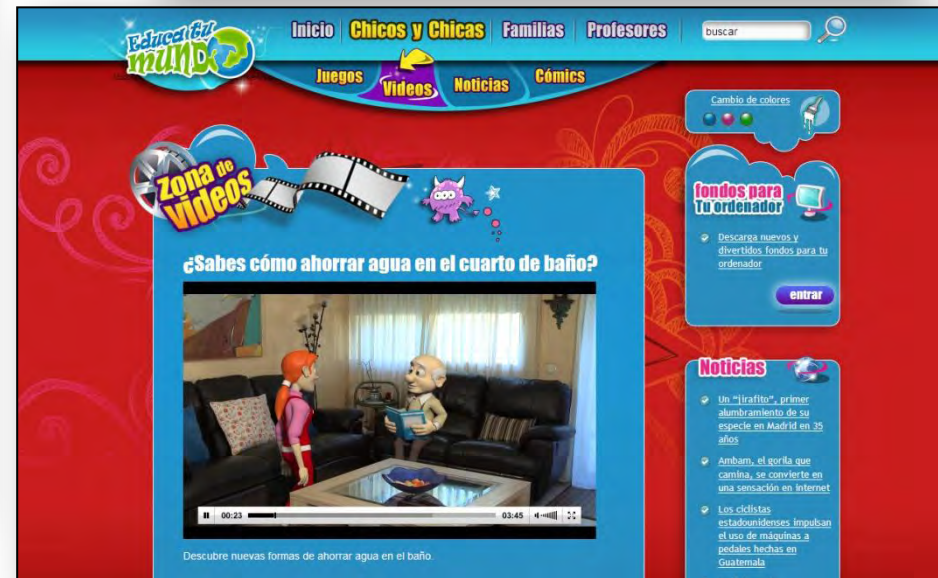 Educa tu
mundo
Inicio
Chicos y Chicas
Familias
Profesores
buscar
Juegos
Videos
Noticias
Cómics
Cambio de colores
Zona de
videos
fondos para
Tu ordenador
Descarga nuevos y
divertidos fondos para tu
ordenador
entrar
¿Sabes cómo ahorrar agua en el cuarto de baño?
00:23
03:45
Descubre nuevas formas de ahorrar agua en el baño.
Noticias
Un "jirafito", primer
alumbramiento de su
especie en Madrid en 35
años
Ambam, el gorila que
camina, se convierte en
una sensación en internet
Los ciclistas
estadounidenses impulsan
el uso de máquinas a
pedales hechas en
Guatemala